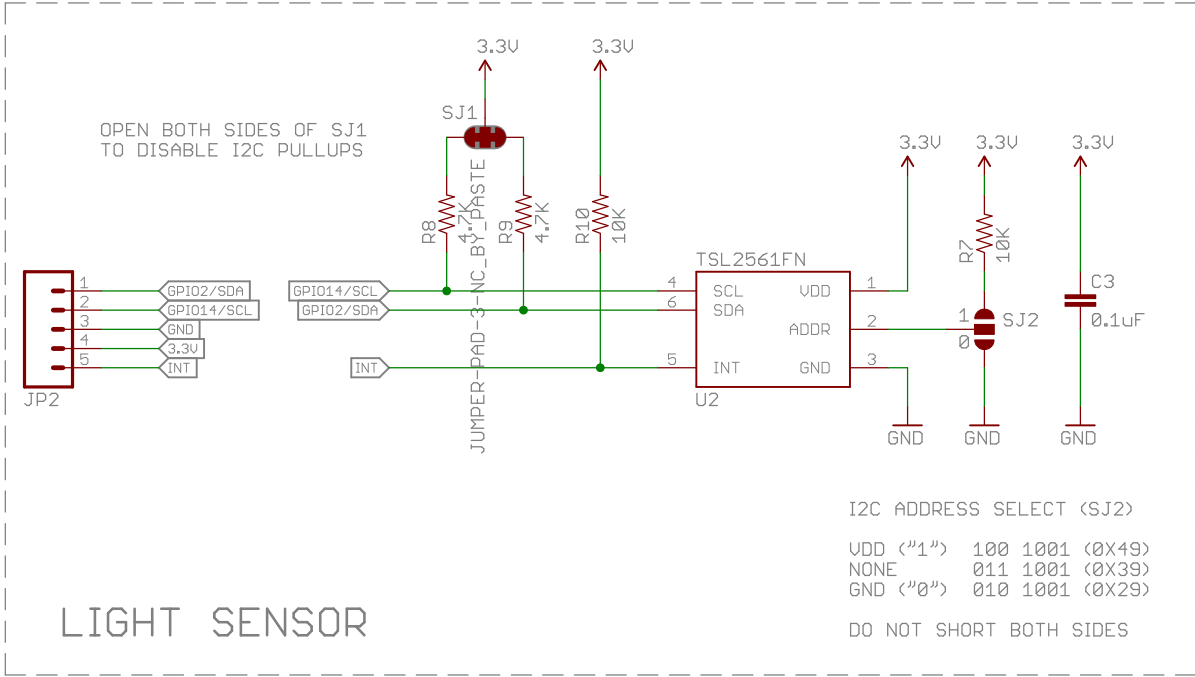 3.3V
3.3V
SJ1
OPEN BOTH SIDES OF SJ1
TO DISABLE I2C PULLUPS
3.3V
3.3V
3.3V
R8
4.7K
JUMPER-PAD-3-NC_BY_PASTE
R9
4.7K
R10
10K
R7
10K
TSL2561FN
C3
0.1uF
1 GPIO2/SDA
2 GPIO14/SCL
3 GND
4 3.3V
5 INT
JP2
GPIO14/SCL
GPIO2/SDA
INT
4 SCL
6 SDA
5 INT
VDD 1
ADDR 2
GND 3
U2
1
SJ2
0
GND
GND
GND
I2C ADDRESS SELECT (SJ2)
VDD ("1") 100 1001 (0X49)
NONE 011 1001 (0X39)
GND ("0") 010 1001 (0X29)
DO NOT SHORT BOTH SIDES
LIGHT SENSOR